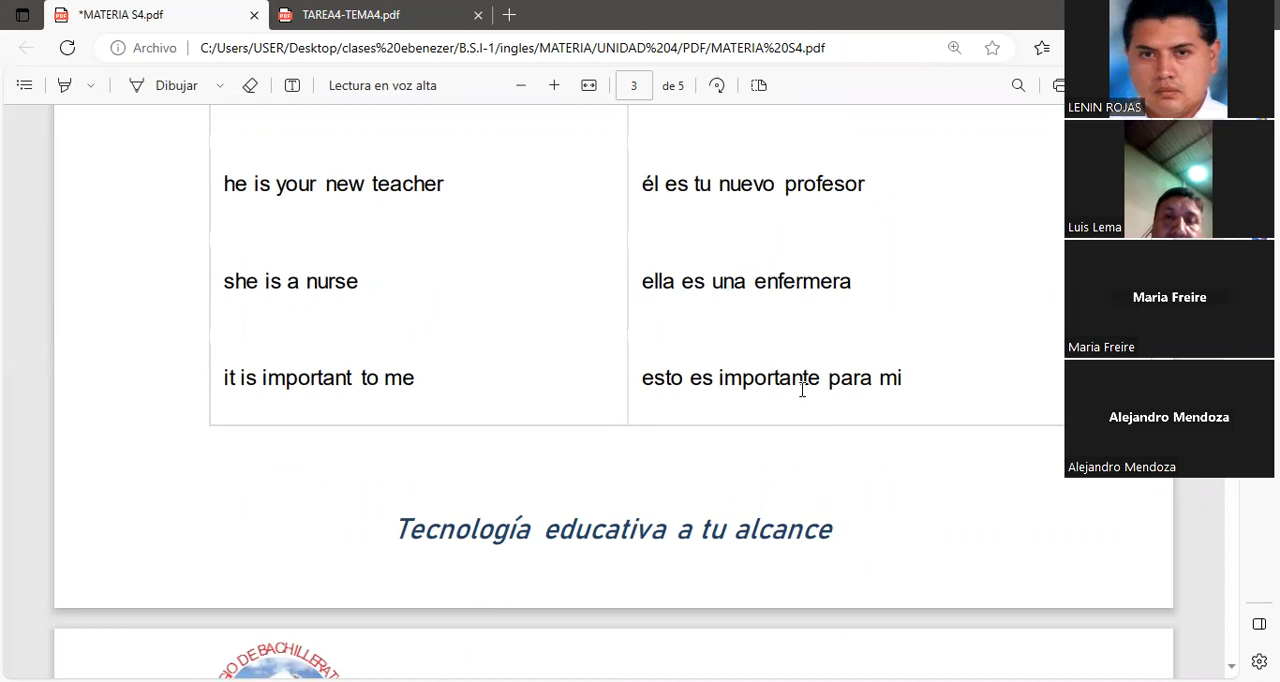 *MATERIA S4.pdf
TAREA4-TEMA4.pdf
Archivo
C:/Users/USER/Desktop/clases%20ebenezer/B.S.I-1/ingles/MATERIA/UNIDAD%204/PDF/MATERIA%20S4.pdf
Dibujar
Lectura en voz alta
3
de 5
he is your new teacher
él es tu nuevo profesor
she is a nurse
ella es una enfermera
it is important to me
esto es importante para mi
Tecnología educativa a tu alcance
GIO DE BACHILLERAT
LENIN ROJAS
Luis Lema
Maria Freire
Maria Freire
Alejandro Mendoza
Alejandro Mendoza